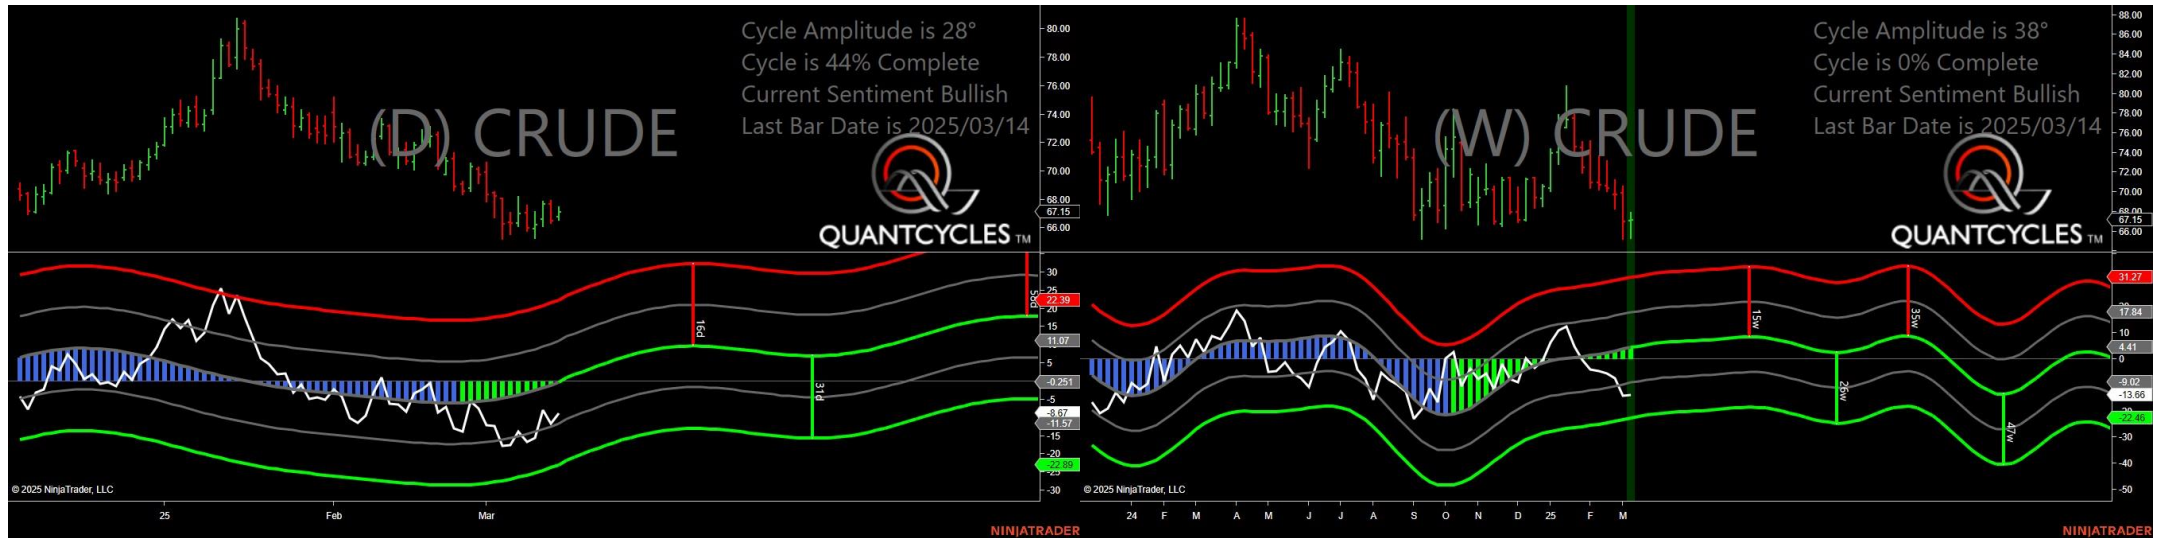 Cycle Amplitude is 28°
Cycle is 44% Complete
Current Sentiment Bullish
Last Bar Date is 2025/03/14
(D) CRUDE
QUANTCYCLES TM
80.00
78.00
76.00
74.00
72.00
70.00
68.00
67.15
66.00
30
25
22.39
20
15
11.07
5
-0.251
-5
-8.67
-11.57
-15
-20
-22.89
-30
16d
31d
58d
© 2025 NinjaTrader, LLC
25 Feb Mar
NINJATRADER
Cycle Amplitude is 38°
Cycle is 0% Complete
Current Sentiment Bullish
Last Bar Date is 2025/03/14
(W) CRUDE
QUANTCYCLES TM
88.00
86.00
84.00
82.00
80.00
78.00
76.00
74.00
72.00
70.00
68.00
67.15
66.00
31.27
17.84
10
4.41
0
-9.02
-13.66
-22.46
-30
-40
-50
15w
35w
26w
47w
© 2025 NinjaTrader, LLC
24 F M A M J J A S O N D 25 F M
NINJATRADER